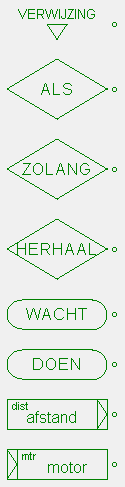 VERWIJZING
ALS
ZOLANG
HERHAAL
WACHT
DOEN
dist
afstand
mtr
motor